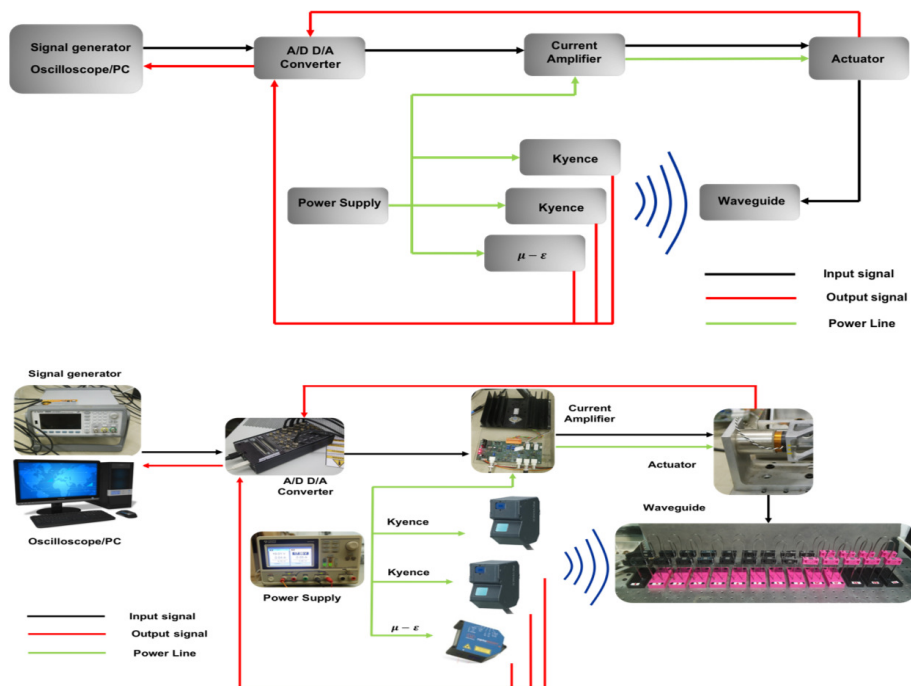 Signal generator
Oscilloscope/PC
A/D D/A
Converter
Current
Amplifier
Actuator
Kyence
Power Supply
Kyence
Waveguide
μ − ε
Input signal
Output signal
Power Line
Signal generator
Current
Amplifier
A/D D/A
Converter
Actuator
Waveguide
Oscilloscope/PC
Kyence
Kyence
Power Supply
Input signal
Output signal
μ − ε
Power Line